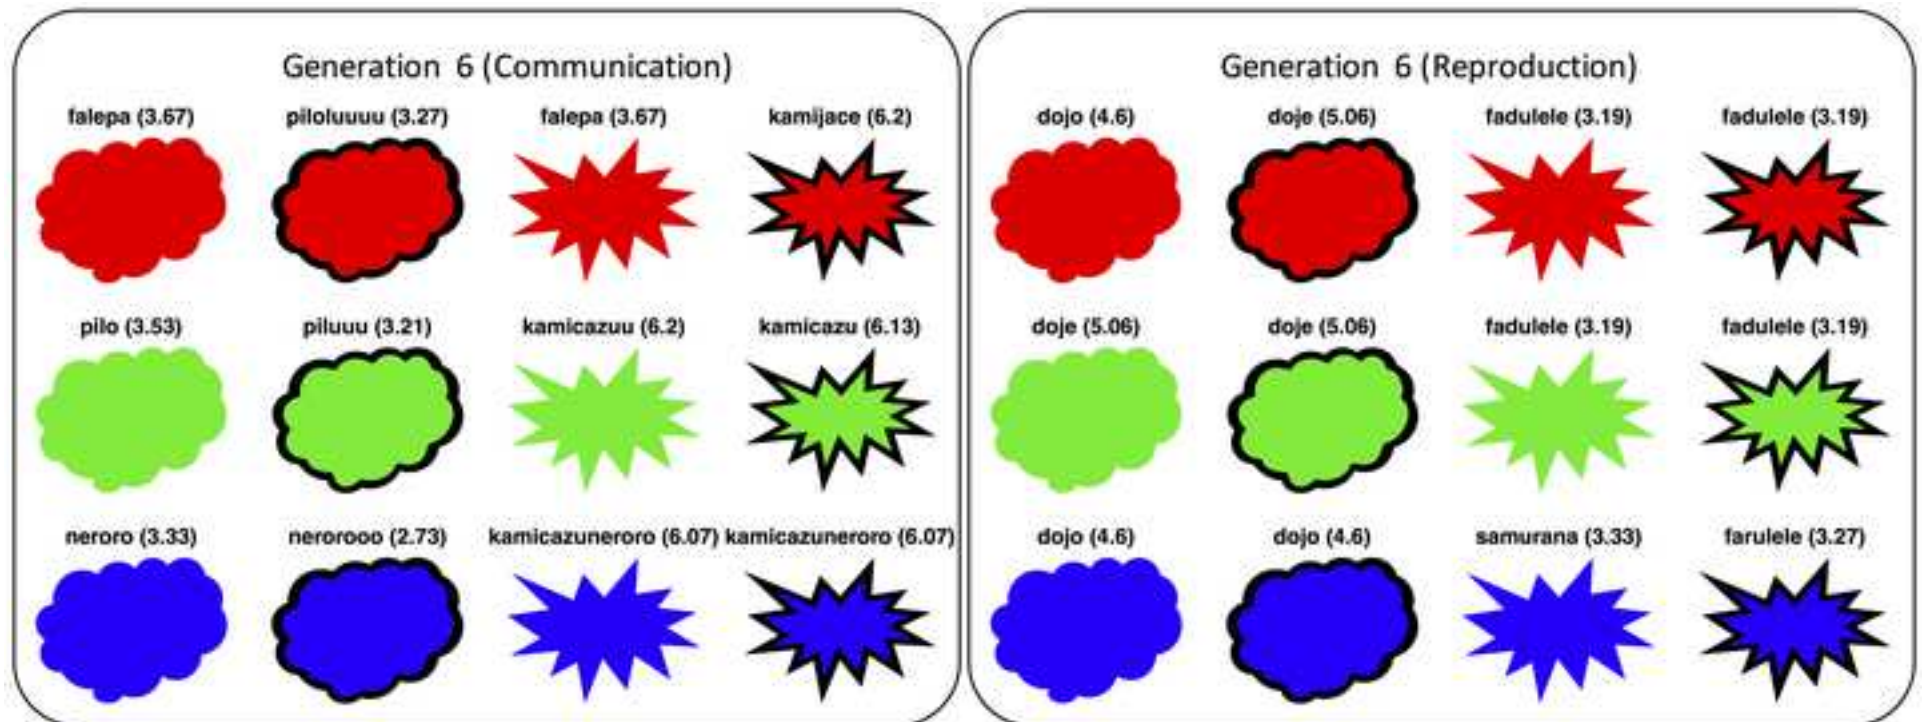 Generation 6 (Communication)
falepa (3.67) piloluuuu (3.27) falepa (3.67) kamijace (6.2)
pilo (3.53) piluuu (3.21) kamicazuu (6.2) kamicazu (6.13)
neroro (3.33) nerorooo (2.73) kamicazuneroro (6.07) kamicazuneroro (6.07)
Generation 6 (Reproduction)
dojo (4.6) doje (5.06) fadulele (3.19) fadulele (3.19)
doje (5.06) doje (5.06) fadulele (3.19) fadulele (3.19)
dojo (4.6) dojo (4.6) samurana (3.33) farulele (3.27)